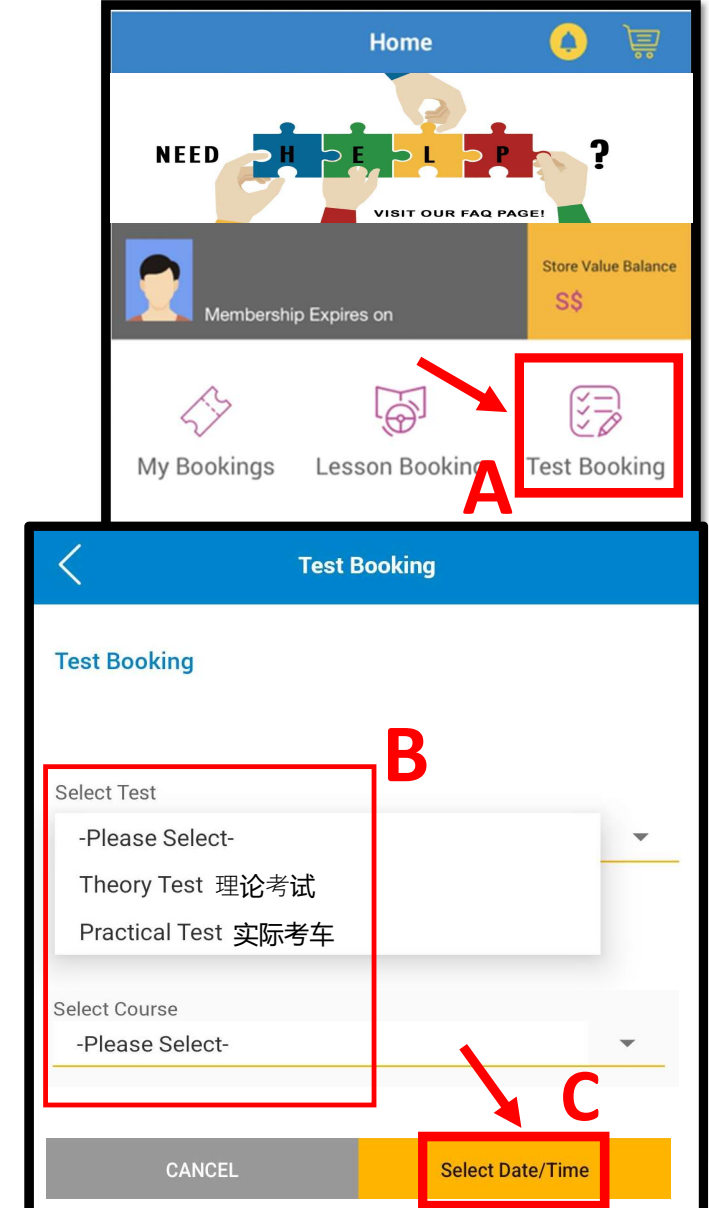 Home
NEED H E L P ?
VISIT OUR FAQ PAGE!
Store Value Balance
S$
Membership Expires on
My Bookings
Lesson Booking
Test Booking
A
Test Booking
Test Booking
B
Select Test
-Please Select-
Theory Test 理论考试
Practical Test 实际考车
Select Course
-Please Select-
C
CANCEL
Select Date/Time